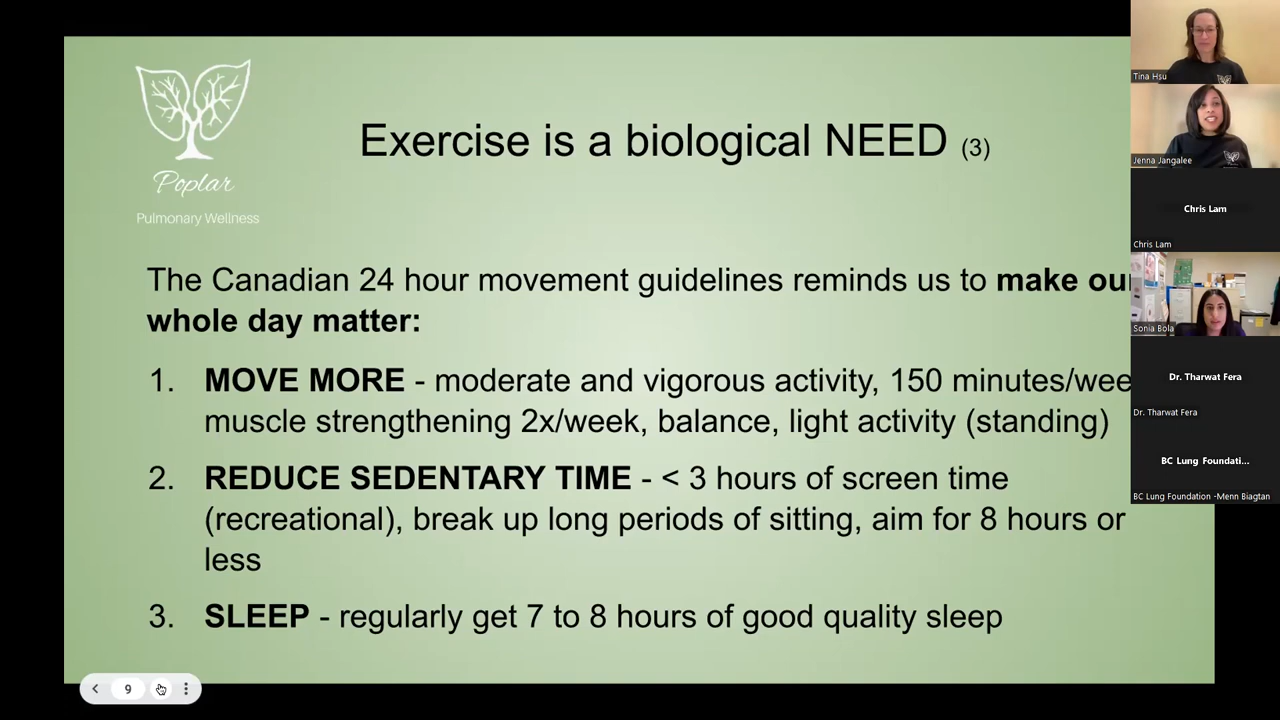 Poplar
Pulmonary Wellness
Exercise is a biological NEED (3)
The Canadian 24 hour movement guidelines reminds us to make our
whole day matter:
1. MOVE MORE - moderate and vigorous activity, 150 minutes/wee
muscle strengthening 2x/week, balance, light activity (standing)
2. REDUCE SEDENTARY TIME - < 3 hours of screen time
(recreational), break up long periods of sitting, aim for 8 hours or
less
3. SLEEP - regularly get 7 to 8 hours of good quality sleep
9
Tina Hsu
Jenna Jangalee
Chris Lam
Chris Lam
Sonia Bola
Dr. Tharwat Fera
Dr. Tharwat Fera
BC Lung Foundati...
BC Lung Foundation -Menn Biagtan